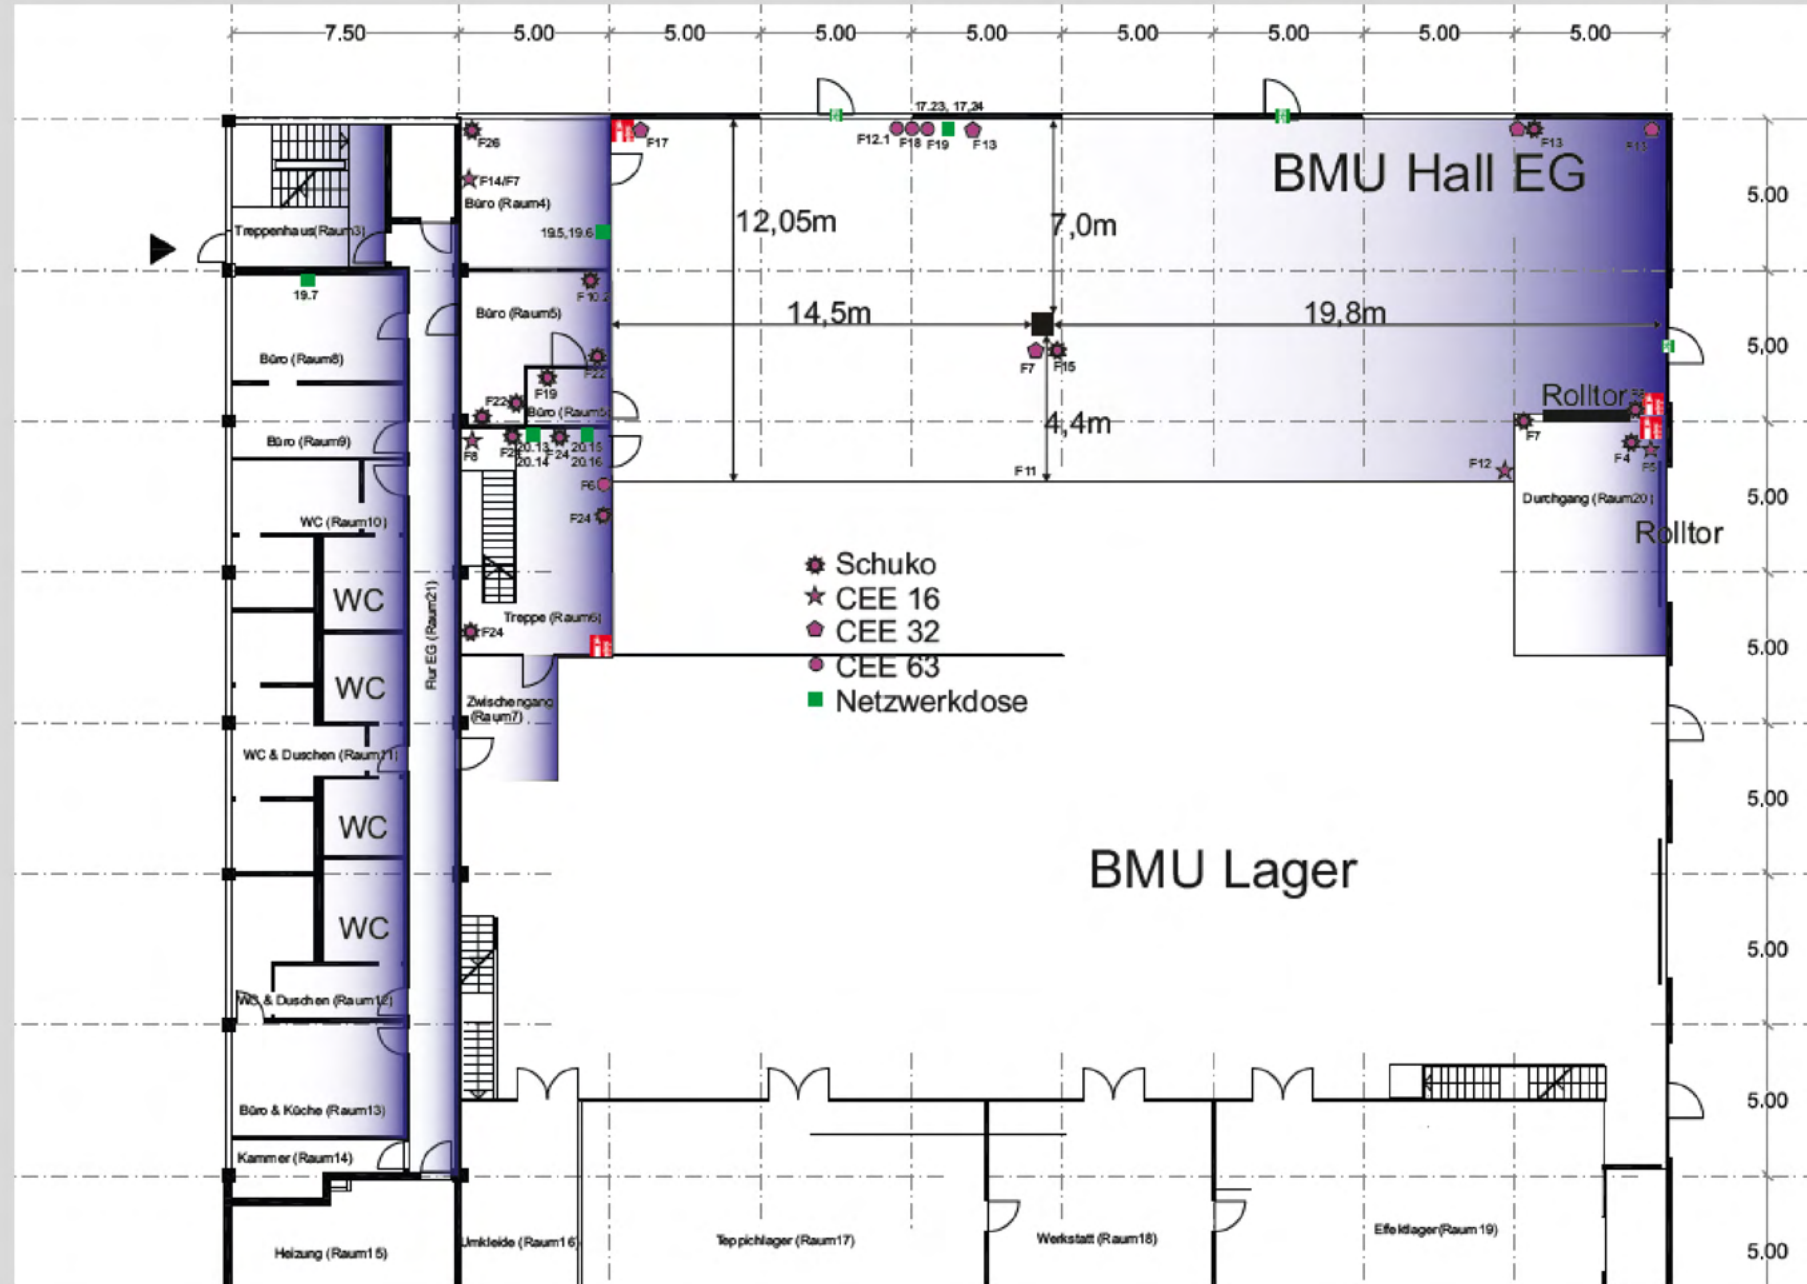 7.50 5.00 5.00 5.00 5.00 5.00 5.00 5.00 5.00
17.23, 17,24
F26
F17
F12.1 F18 F19 F13
F13
F13
F14/F7
Büro (Raum4)
BMU Hall EG
5.00
Treppenhaus(Raum3)
19.5,19.6
12,05m
7,0m
19.7
F10.2
Büro (Raum5)
14,5m
19,8m
Büro (Raum8)
F22
F7 F15
5.00
F19
F22
Büro (Raum6)
Rolltor
4,4m
Büro (Raum9)
F8
20.13
20.14
F24
20.15
20.16
F7
F4
F5
F11
F12
F6
Durchgang (Raum20)
5.00
WC (Raum10)
F24
Rolltor
Schuko
CEE 16
CEE 32
CEE 63
Netzwerkdose
WC
Flur EG (Raum21)
Treppe (Raum6)
F24
5.00
WC
Zwischengang
(Raum7)
WC & Duschen (Raum11)
5.00
WC
BMU Lager
WC
5.00
WC & Duschen (Raum12)
Büro & Küche (Raum13)
5.00
Kammer (Raum14)
Heizung (Raum15)
Umkleide (Raum16)
Teppichlager (Raum17)
Werkstatt (Raum18)
Effektlager(Raum19)
5.00